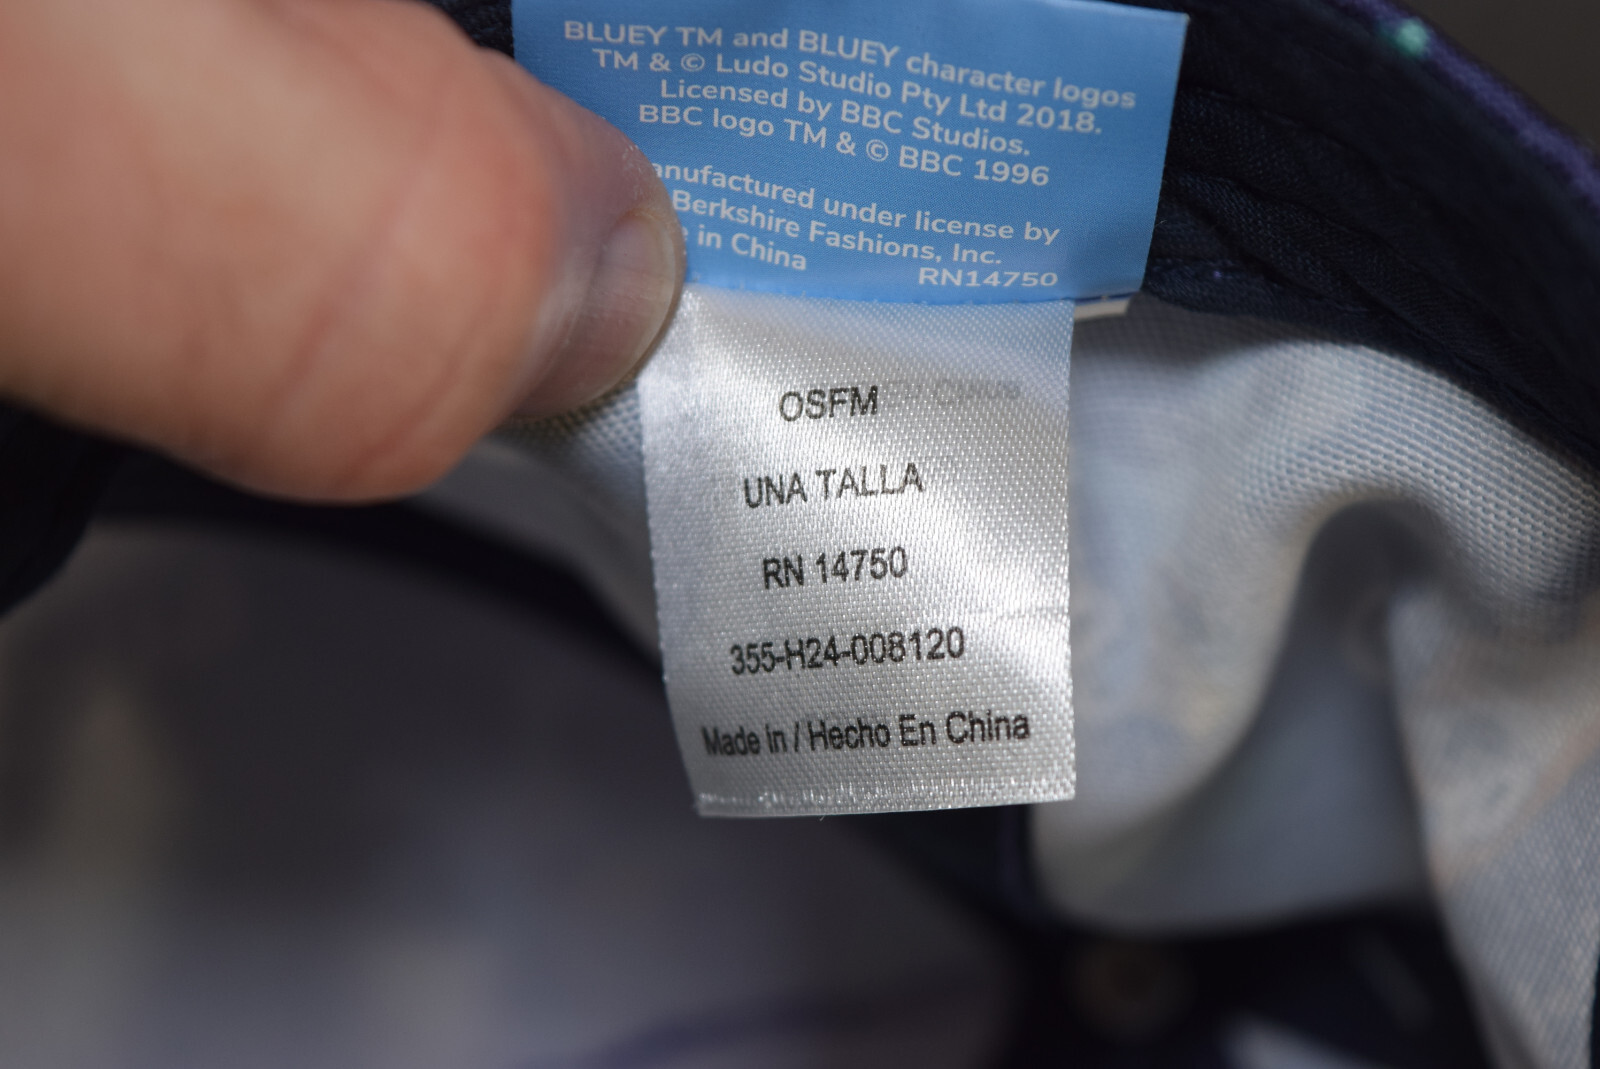 BLUEY TM and BLUEY character logos
TM & © Ludo Studio Pty Ltd 2018.
Licensed by BBC Studios.
BBC logo TM & © BBC 1996
anufactured under license by
Berkshire Fashions, Inc.
in China
RN14750
OSFM
UNA TALLA
RN 14750
355-H24-008120
Made in / Hecho En China